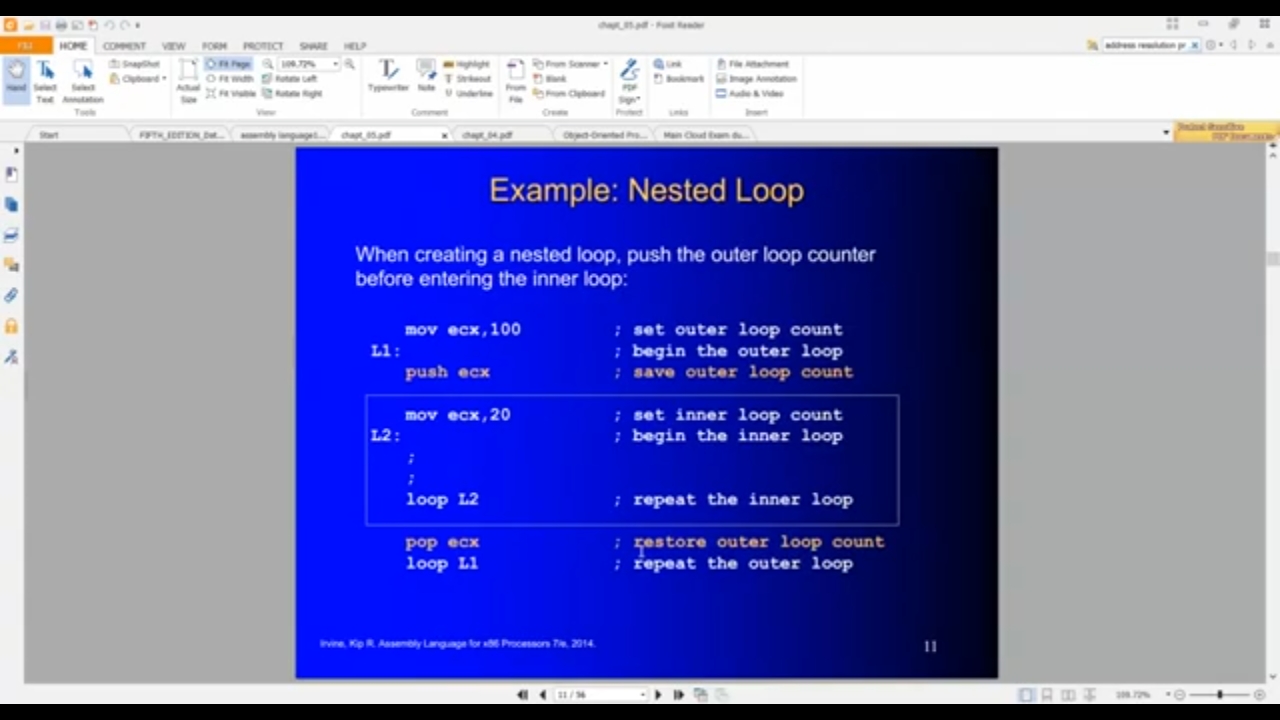 chapt_05.pdf - Foxit Reader
FILE HOME COMMENT VIEW FORM PROTECT SHARE HELP
address resolution pr
Hand
Select Text
Select Annotation
SnapShot
Clipboard
Tools
Actual Size
Fit Page
Fit Width
Fit Visible
109.72%
Rotate Left
Rotate Right
View
Typewriter
Note
Highlight
Strikeout
Underline
Comment
From File
From Scanner
Blank
From Clipboard
Create
PDF Sign
Protect
Link
Bookmark
Links
File Attachment
Image Annotation
Audio & Video
Insert
Start FIFTH_EDITION_Dat... assembly language(... chapt_05.pdf chapt_04.pdf Object-Oriented Pro... Main Cloud Exam du...
Example: Nested Loop
When creating a nested loop, push the outer loop counter
before entering the inner loop:
mov ecx,100 ; set outer loop count
L1: ; begin the outer loop
push ecx ; save outer loop count
mov ecx,20 ; set inner loop count
L2: ; begin the inner loop
;
;
loop L2 ; repeat the inner loop
pop ecx ; restore outer loop count
loop L1 ; repeat the outer loop
Irvine, Kip R. Assembly Language for x86 Processors 7/e, 2014.
11
11 / 56
109.72%